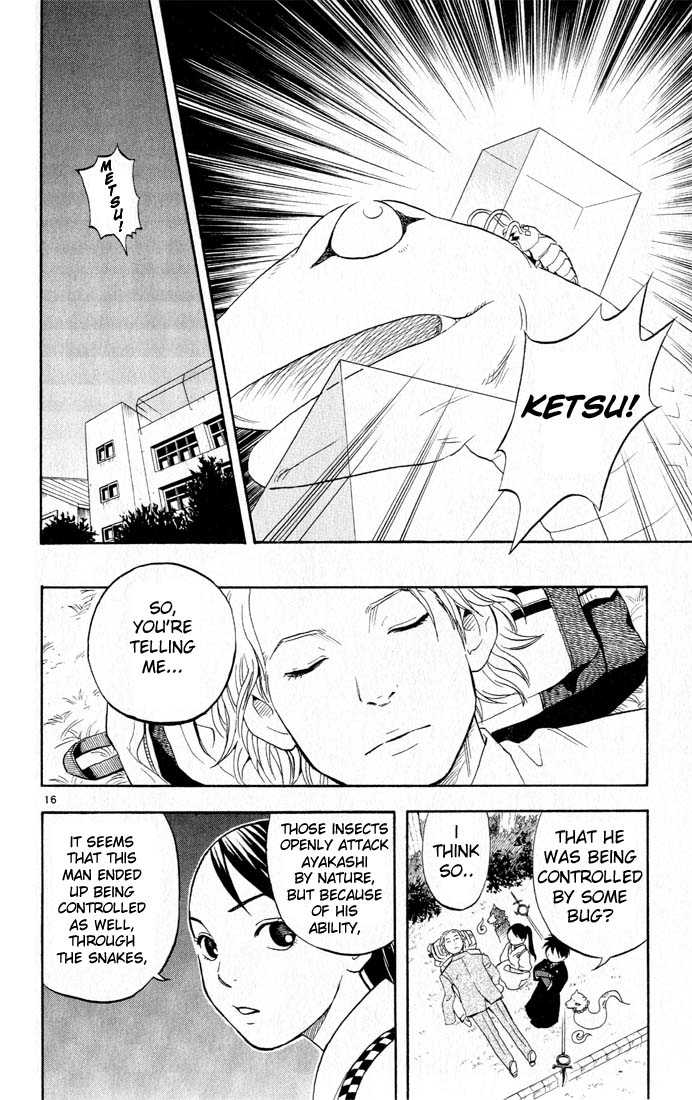 KETSU!
METSU!
SO,
YOU'RE
TELLING
ME...
16
THAT HE
WAS BEING
CONTROLLED
BY SOME
BUG?
I
THINK
SO..
THOSE INSECTS
OPENLY ATTACK
AYAKASHI
BY NATURE,
BUT BECAUSE
OF HIS
ABILITY,
IT SEEMS
THAT THIS
MAN ENDED
UP BEING
CONTROLLED
AS WELL,
THROUGH
THE SNAKES,